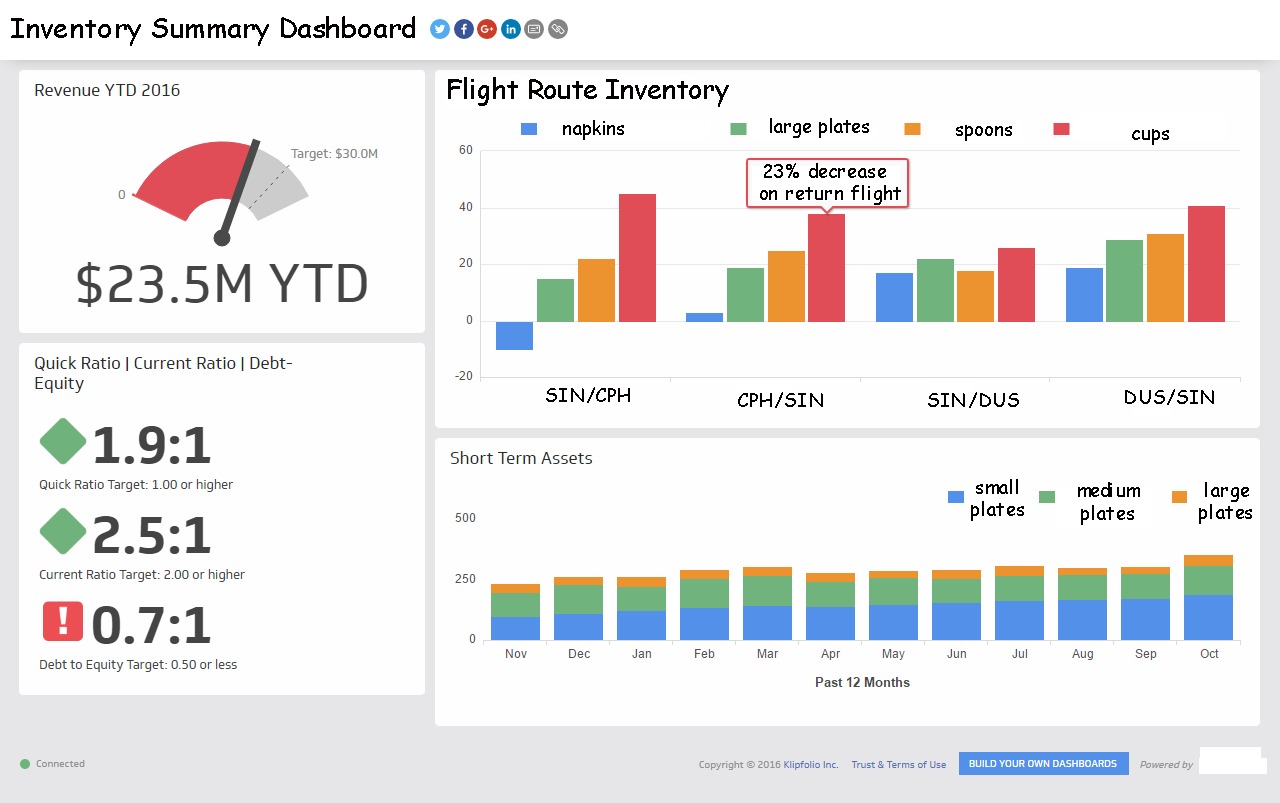 Inventory Summary Dashboard
Revenue YTD 2016
Target: $30.0M
0
$23.5M YTD
Quick Ratio | Current Ratio | Debt-
Equity
1.9:1
Quick Ratio Target: 1.00 or higher
2.5:1
Current Ratio Target: 2.00 or higher
! 0.7:1
Debt to Equity Target: 0.50 or less
Flight Route Inventory
napkins large plates spoons cups
60
40
20
0
-20
23% decrease
on return flight
SIN/CPH CPH/SIN SIN/DUS DUS/SIN
Short Term Assets
small
plates
medium
plates
large
plates
500
250
0
Nov Dec Jan Feb Mar Apr May Jun Jul Aug Sep Oct
Past 12 Months
Connected
Copyright © 2016 Klipfolio Inc. Trust & Terms of Use BUILD YOUR OWN DASHBOARDS Powered by